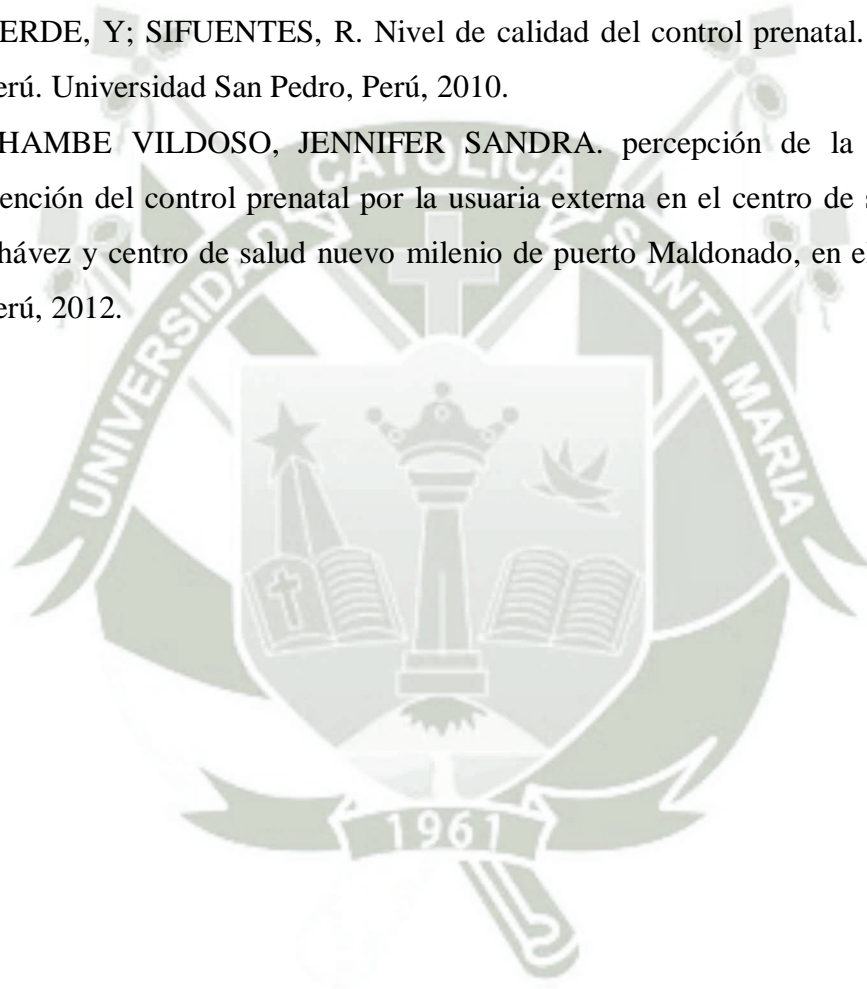 ERDE, Y; SIFUENTES, R. Nivel de calidad del control prenatal.
erú. Universidad San Pedro, Perú, 2010.
HAMBE VILDOSO, JENNIFER SANDRA. percepción de la
ención del control prenatal por la usuaria externa en el centro de
hávez y centro de salud nuevo milenio de puerto Maldonado, en e
erú, 2012.
UNIVERSIDAD CATOLICA SANTA MARIA
1961